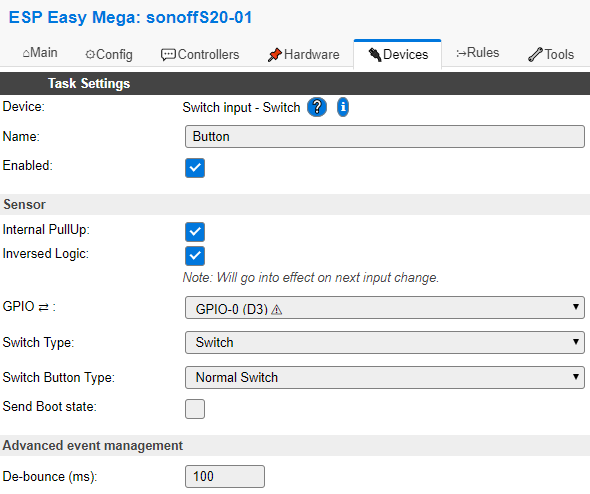 ESP Easy Mega: sonoffS20-01
⌂Main ⚙Config 💬Controllers 📌Hardware 🔌Devices ⤳Rules 🔧Tools
Task Settings
Device: Switch input - Switch ? i
Name: Button
Enabled:
Sensor
Internal PullUp:
Inversed Logic:
Note: Will go into effect on next input change.
GPIO ⇄ : GPIO-0 (D3) ⚠
Switch Type: Switch
Switch Button Type: Normal Switch
Send Boot state:
Advanced event management
De-bounce (ms): 100